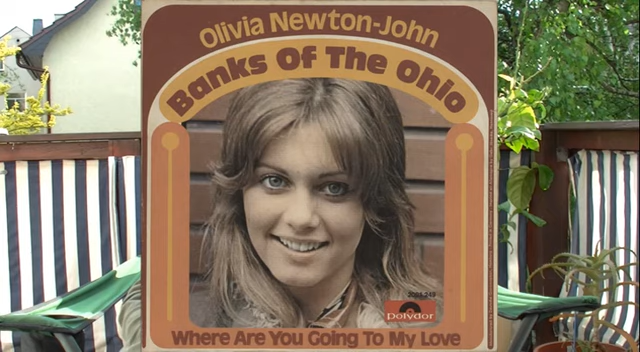 Olivia Newton-John
Banks Of The Ohio
polydor
Where Are You Going To My Love